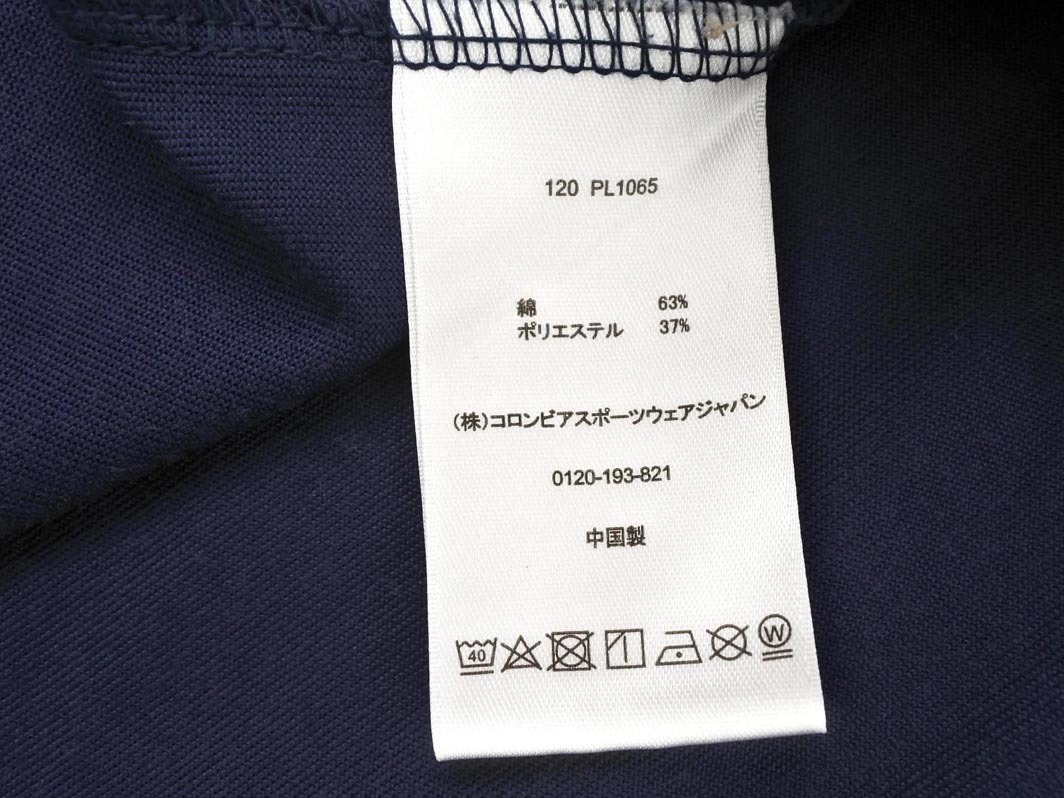 120 PL1065
綿 63%
ポリエステル 37%
(株)コロンビアスポーツウェアジャパン
0120-193-821
中国製
40 W